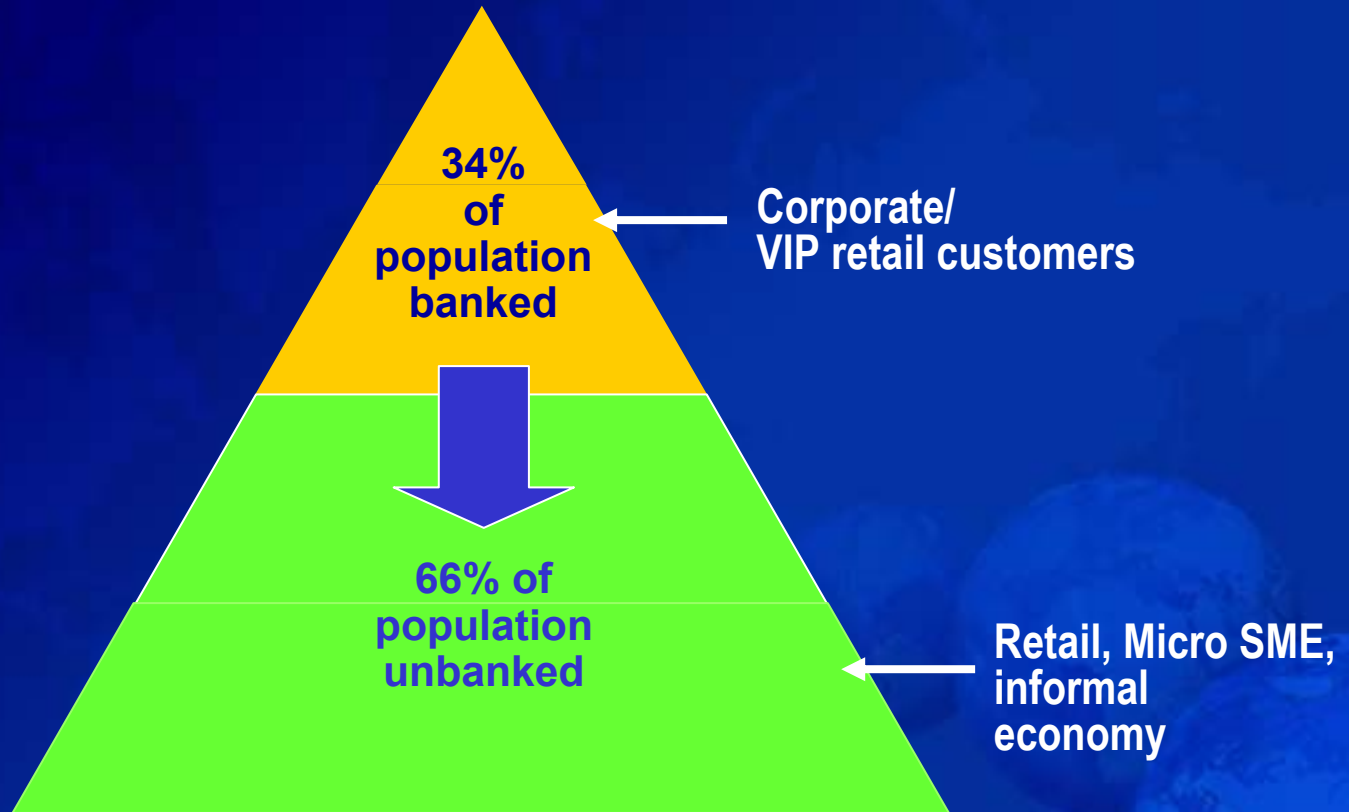 34%
of
population
banked
Corporate/
VIP retail customers
66% of
population
unbanked
Retail, Micro SME,
informal
economy